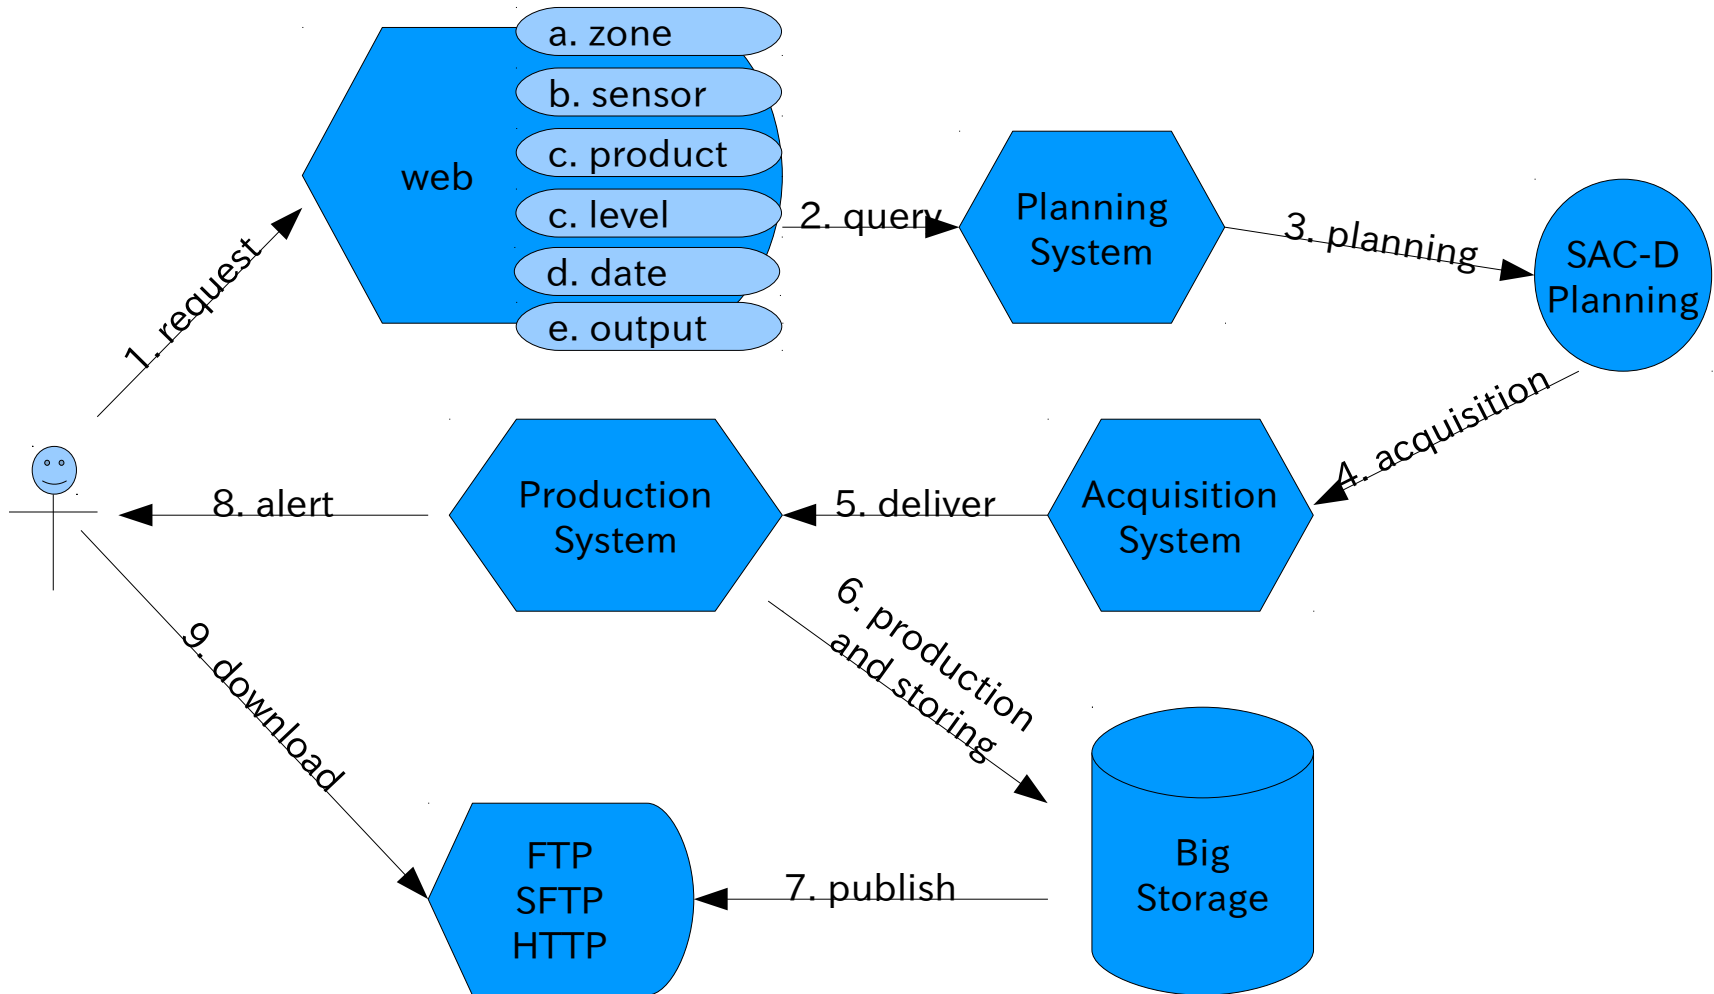 a. zone
b. sensor
c. product
c. level
d. date
e. output
web
1. request
2. query
Planning
System
3. planning
SAC-D
Planning
4. acquisition
Acquisition
System
5. deliver
Production
System
8. alert
6. production
and storing
9. download
FTP
SFTP
HTTP
7. publish
Big
Storage